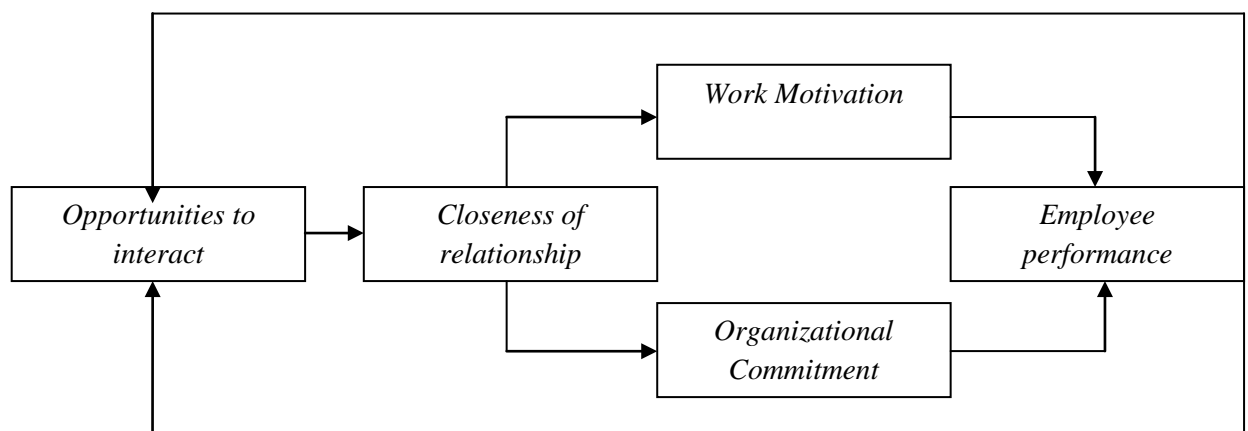 Work Motivation
Opportunities to
interact
Closeness of
relationship
Employee
performance
Organizational
Commitment